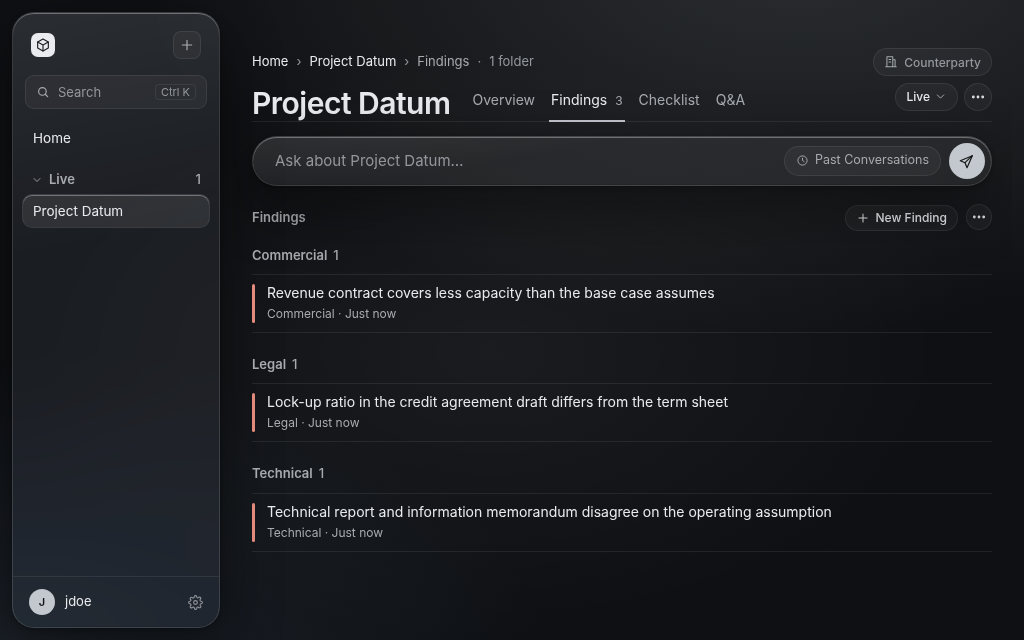 Search Ctrl K
Home
Live 1
Project Datum
J jdoe
Home › Project Datum › Findings · 1 folder
Counterparty
Project Datum Overview Findings 3 Checklist Q&A
Live
Ask about Project Datum... Past Conversations
Findings New Finding
Commercial 1
Revenue contract covers less capacity than the base case assumes
Commercial · Just now
Legal 1
Lock-up ratio in the credit agreement draft differs from the term sheet
Legal · Just now
Technical 1
Technical report and information memorandum disagree on the operating assumption
Technical · Just now